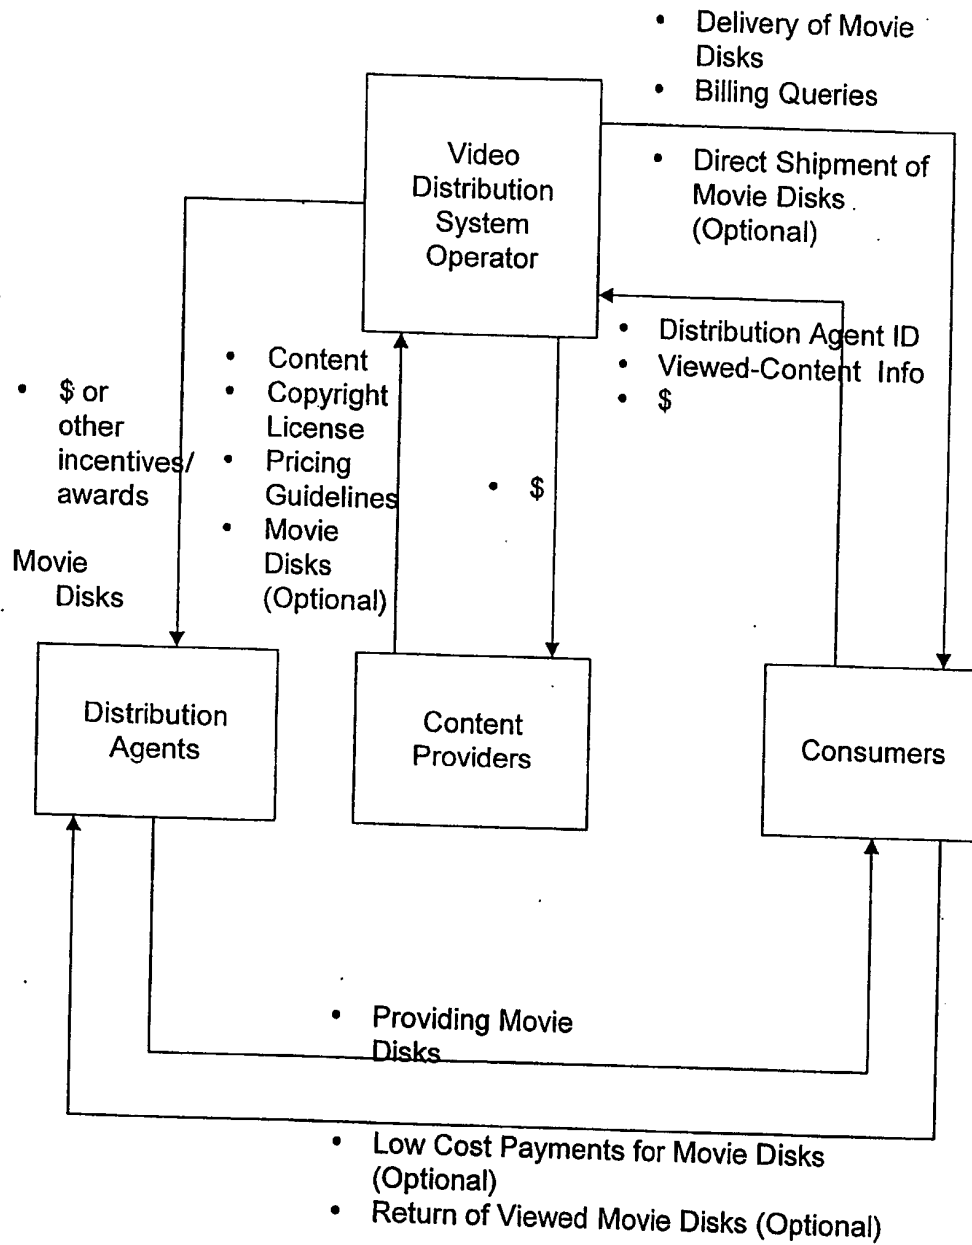 • Delivery of Movie
Disks
• Billing Queries
Video
Distribution
System
Operator
• Direct Shipment of
Movie Disks
(Optional)
• Distribution Agent ID
• Viewed-Content Info
• $
• Content
• Copyright
License
• Pricing
Guidelines
• Movie
Disks
(Optional)
• $ or
other
incentives/
awards
Movie
Disks
• $
Distribution
Agents
Content
Providers
Consumers
• Providing Movie
Disks
• Low Cost Payments for Movie Disks
(Optional)
• Return of Viewed Movie Disks (Optional)